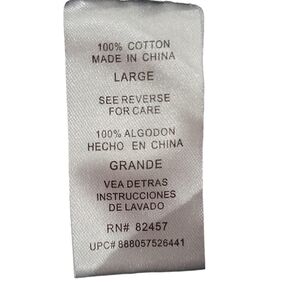 100% COTTON
MADE IN CHINA
LARGE
SEE REVERSE
FOR CARE
100% ALGODON
HECHO EN CHINA
GRANDE
VEA DETRAS
INSTRUCCIONES
DE LAVADO
RN# 82457
UPC# 888057526441